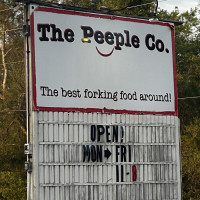 The Peeple Co.
The best forking food around!
OPEN!
MON→FRI
11-8